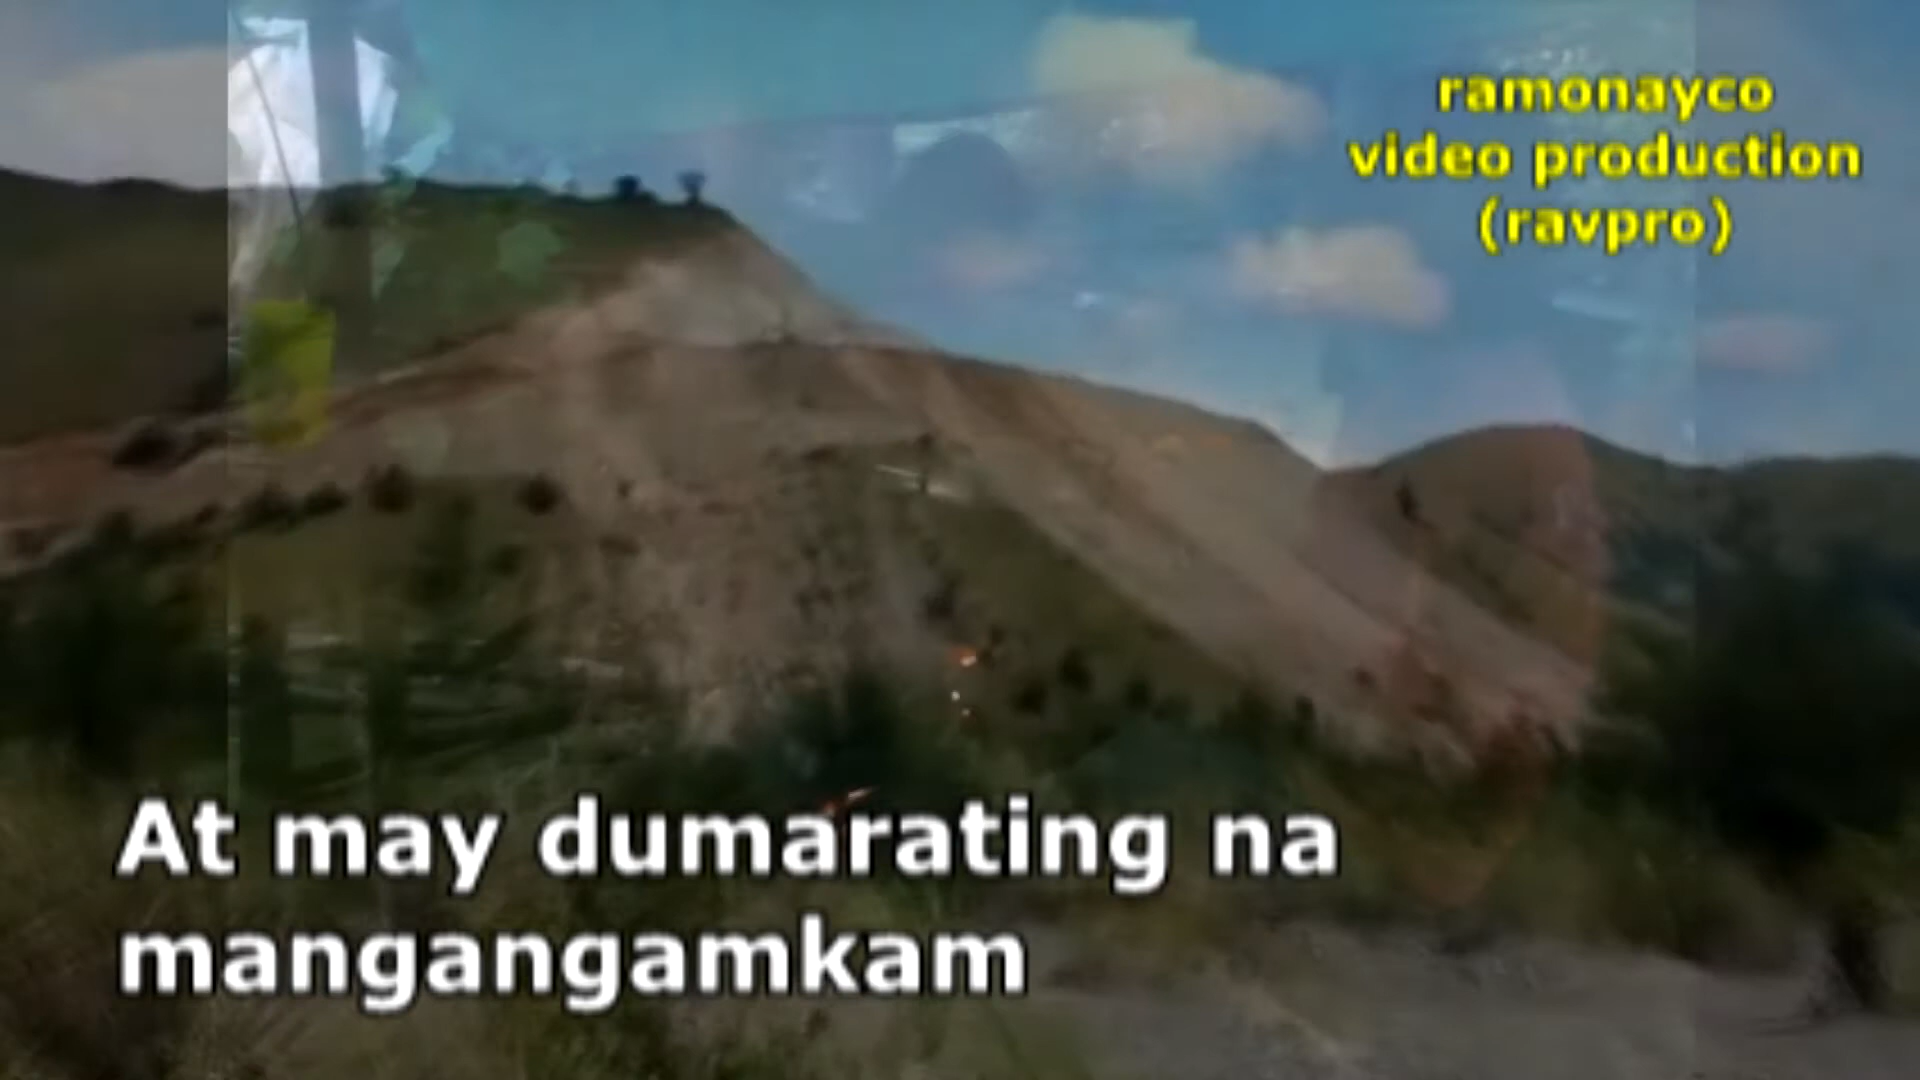 ramonayco
video production
(ravpro)
At may dumarating na
mangangamkam